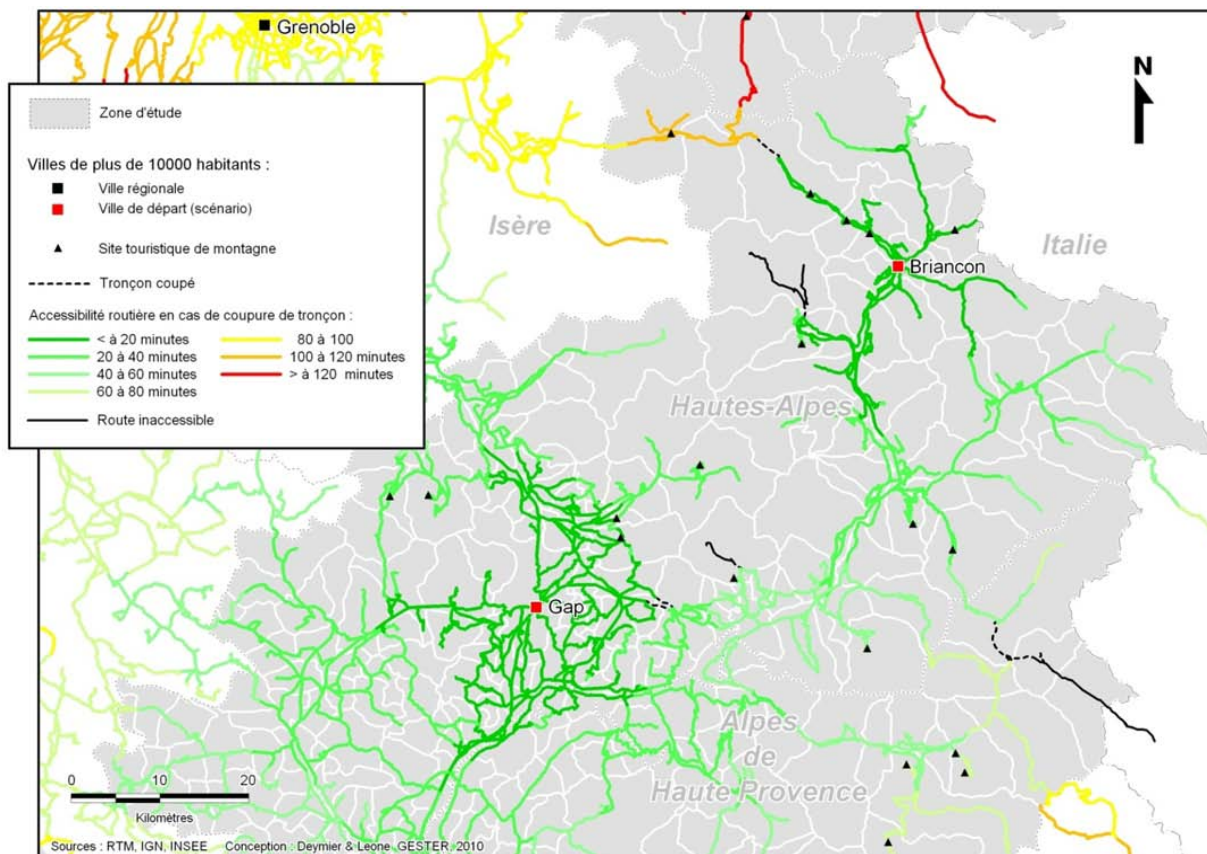 Grenoble
N
Zone d'étude
Villes de plus de 10000 habitants :
Ville régionale
Ville de départ (scénario)
Site touristique de montagne
Tronçon coupé
Accessibilité routière en cas de coupure de tronçon :
< à 20 minutes
20 à 40 minutes
40 à 60 minutes
60 à 80 minutes
80 à 100
100 à 120 minutes
> à 120 minutes
Route inaccessible
Isère
Italie
Briancon
Hautes-Alpes
Gap
Alpes
de
Haute Provence
0 10 20
Kilomètres
Sources : RTM, IGN, INSEE Conception : Deymier & Leone GESTER, 2010